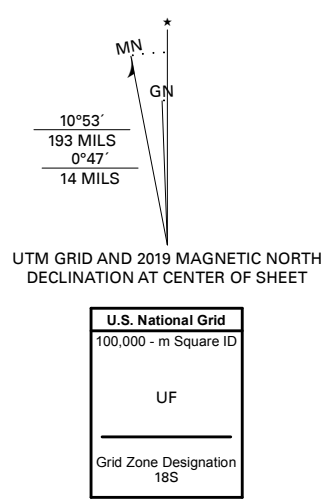 ★
MN
GN
10°53´
193 MILS
0°47´
14 MILS
UTM GRID AND 2019 MAGNETIC NORTH
DECLINATION AT CENTER OF SHEET
U.S. National Grid
100,000 - m Square ID
UF
Grid Zone Designation
18S